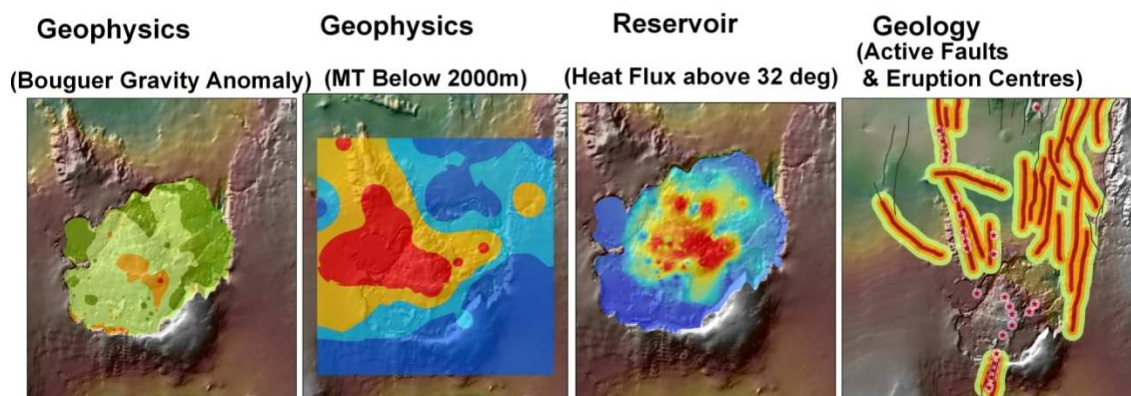 Geophysics
(Bouguer Gravity Anomaly)
Geophysics
(MT Below 2000m)
Reservoir
(Heat Flux above 32 deg)
Geology
(Active Faults
& Eruption Centres)